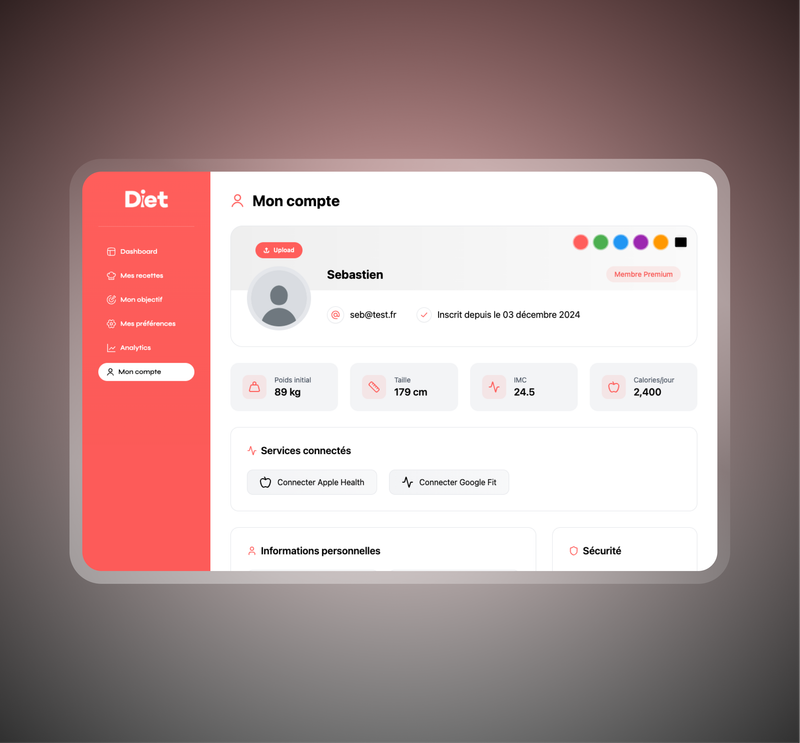 Diet
Dashboard
Mes recettes
Mon objectif
Mes préférences
Analytics
Mon compte
Mon compte
Upload
Sebastien
Membre Premium
seb@test.fr
Inscrit depuis le 03 décembre 2024
Poids initial
89 kg
Taille
179 cm
IMC
24.5
Calories/jour
2,400
Services connectés
Connecter Apple Health
Connecter Google Fit
Informations personnelles
Sécurité